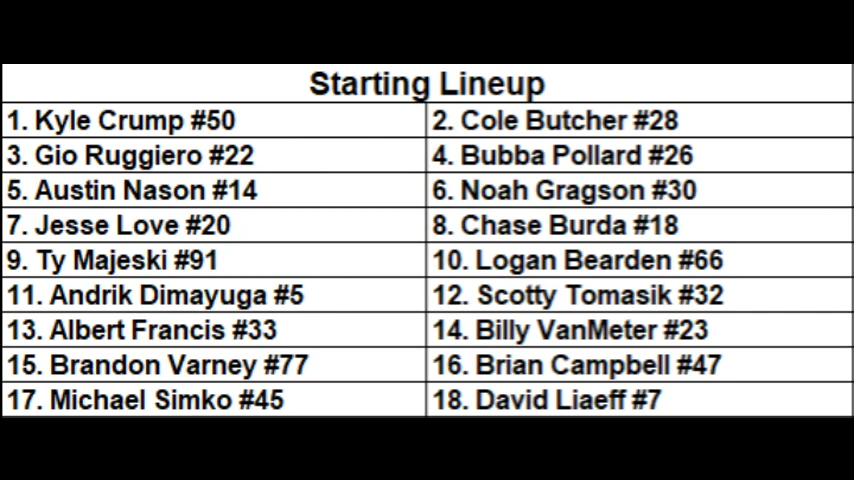 Starting Lineup
1. Kyle Crump #50
2. Cole Butcher #28
3. Gio Ruggiero #22
4. Bubba Pollard #26
5. Austin Nason #14
6. Noah Gragson #30
7. Jesse Love #20
8. Chase Burda #18
9. Ty Majeski #91
10. Logan Bearden #66
11. Andrik Dimayuga #5
12. Scotty Tomasik #32
13. Albert Francis #33
14. Billy VanMeter #23
15. Brandon Varney #77
16. Brian Campbell #47
17. Michael Simko #45
18. David Liaeff #7